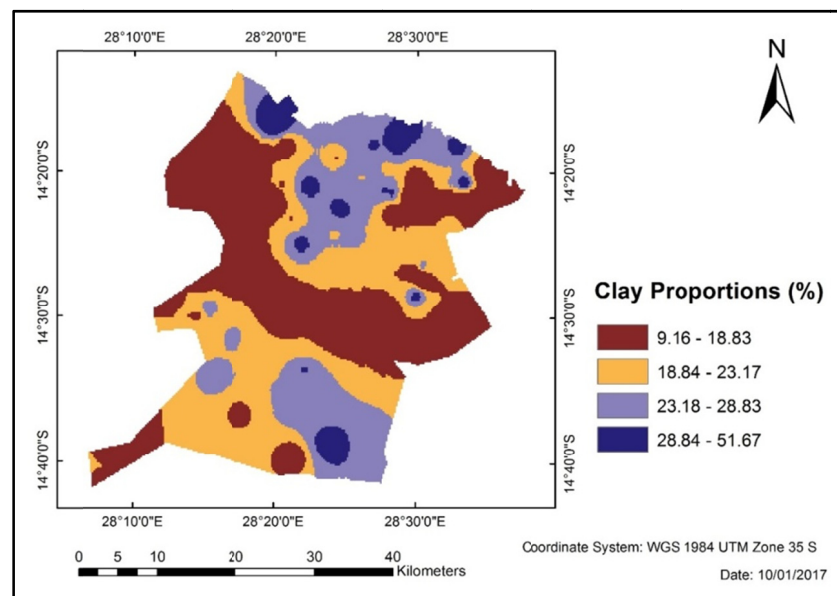 28°10'0"E 28°20'0"E 28°30'0"E
N
14°20'0"S
14°20'0"S
14°30'0"S
14°30'0"S
14°40'0"S
14°40'0"S
Clay Proportions (%)
9.16 - 18.83
18.84 - 23.17
23.18 - 28.83
28.84 - 51.67
28°10'0"E 28°20'0"E 28°30'0"E
0 5 10 20 30 40
Kilometers
Coordinate System: WGS 1984 UTM Zone 35 S
Date: 10/01/2017